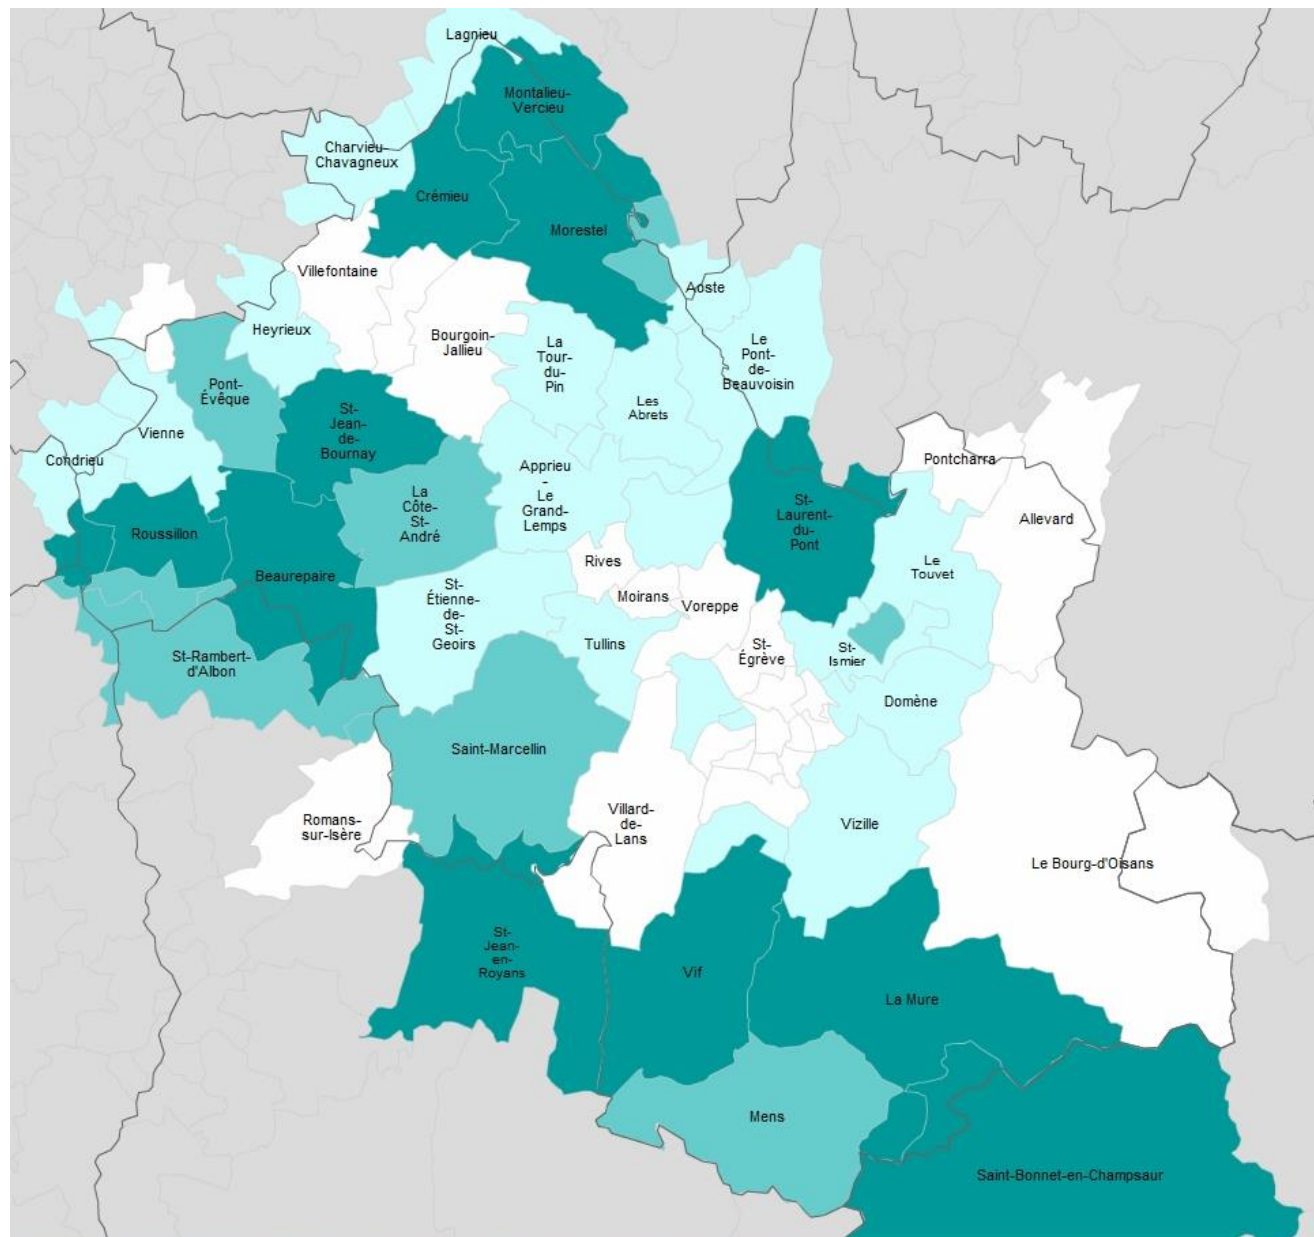 Lagnieu
Montalieu-
Vercieu
Charvieu-
Chavagneux
Crémieu
Morestel
Villefontaine
Aoste
Heyrieux
Bourgoin-
Jallieu
La
Tour-
du-
Pin
Le
Pont-
de-
Beauvoisin
Pont-
Évêque
Les
Abrets
St-
Jean-
de-
Bournay
Vienne
Condrieu
Pontcharra
Apprieu
-
Le
Grand-
Lemps
La
Côte-
St-
André
St-
Laurent-
du-
Pont
Allevard
Roussillon
Rives
Le
Touvet
Beaurepaire
St-
Étienne-
de-
St-
Geoirs
Moirans
Voreppe
Tullins
St-
Égrève
St-
Ismier
St-Rambert-
d'Albon
Domène
Saint-Marcellin
Romans-
sur-Isère
Villard-
de-
Lans
Vizille
Le Bourg-d'Oisans
St-
Jean-
en-
Royans
Vif
La Mure
Mens
Saint-Bonnet-en-Champsaur